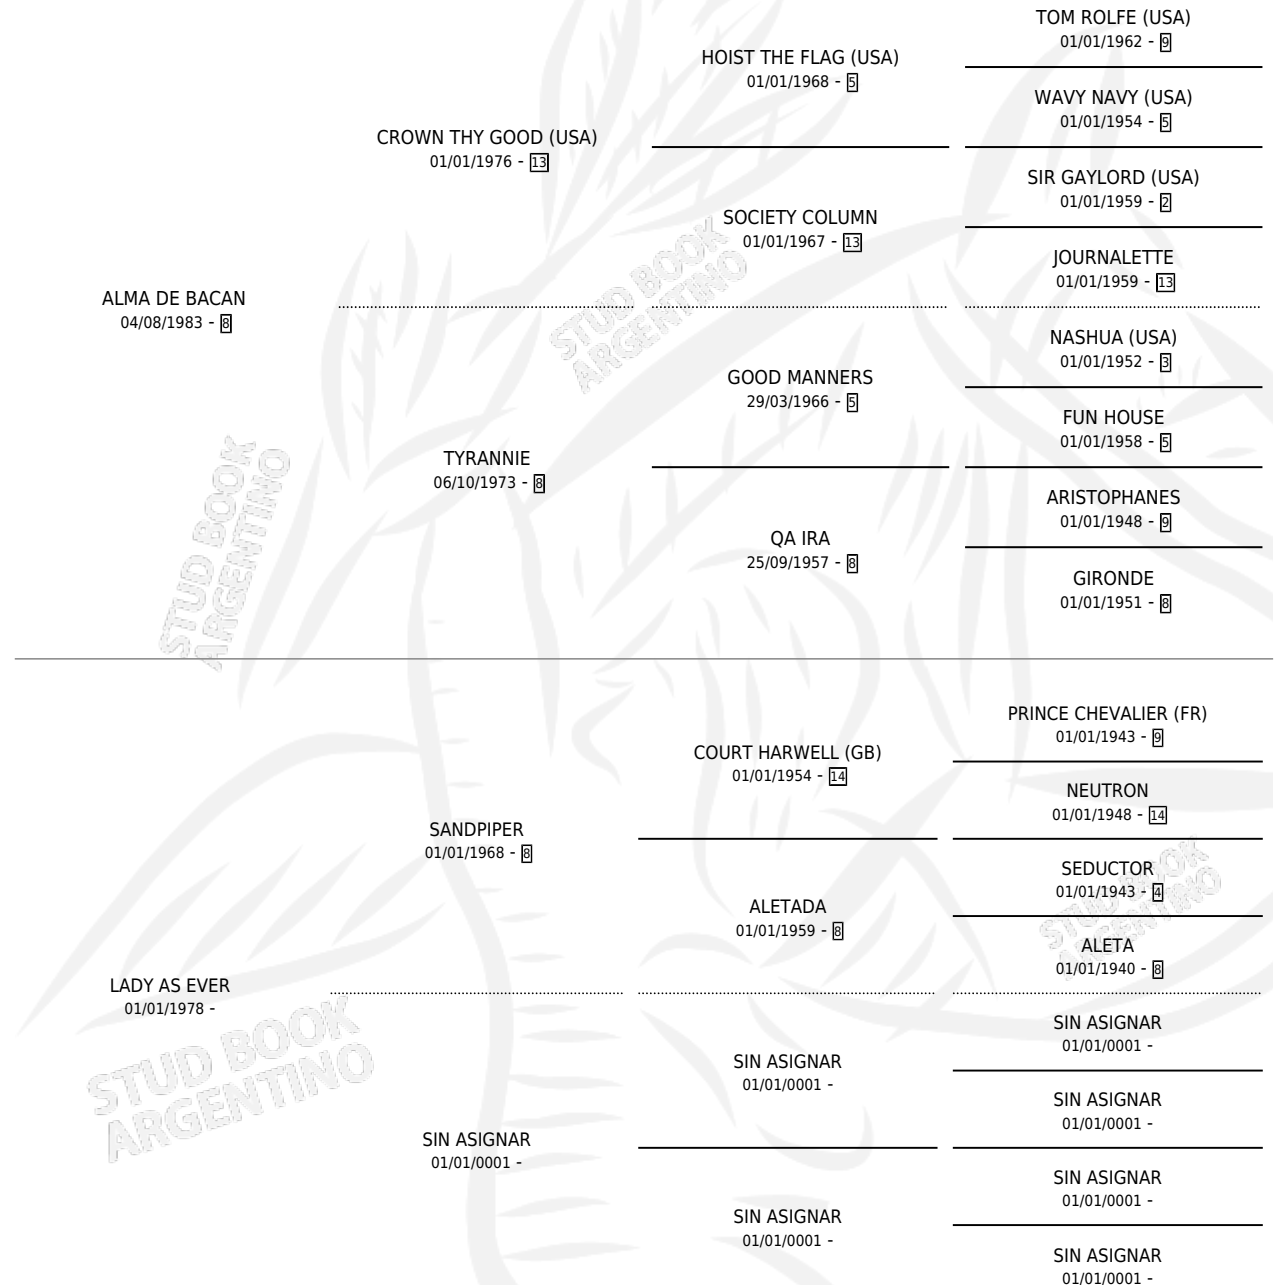 TOM ROLFE (USA)
01/01/1962 - 9
HOIST THE FLAG (USA)
01/01/1968 - 5
WAVY NAVY (USA)
01/01/1954 - 5
CROWN THY GOOD (USA)
01/01/1976 - 13
SIR GAYLORD (USA)
01/01/1959 - 2
SOCIETY COLUMN
01/01/1967 - 13
JOURNALETTE
01/01/1959 - 13
ALMA DE BACAN
04/08/1983 - 8
NASHUA (USA)
01/01/1952 - 3
GOOD MANNERS
29/03/1966 - 5
FUN HOUSE
01/01/1958 - 5
TYRANNIE
06/10/1973 - 8
ARISTOPHANES
01/01/1948 - 9
QA IRA
25/09/1957 - 8
GIRONDE
01/01/1951 - 8
STUD BOOK
ARGENTINO
STUD BOOK
ARGENTINO
PRINCE CHEVALIER (FR)
01/01/1943 - 9
COURT HARWELL (GB)
01/01/1954 - 14
NEUTRON
01/01/1948 - 14
SANDPIPER
01/01/1968 - 8
SEDUCTOR
01/01/1943 - 4
ALETADA
01/01/1959 - 8
ALETA
01/01/1940 - 8
LADY AS EVER
01/01/1978 -
SIN ASIGNAR
01/01/0001 -
SIN ASIGNAR
01/01/0001 -
SIN ASIGNAR
01/01/0001 -
SIN ASIGNAR
01/01/0001 -
SIN ASIGNAR
01/01/0001 -
SIN ASIGNAR
01/01/0001 -
SIN ASIGNAR
01/01/0001 -
STUD BOOK
ARGENTINO
STUD BOOK
ARGENTINO